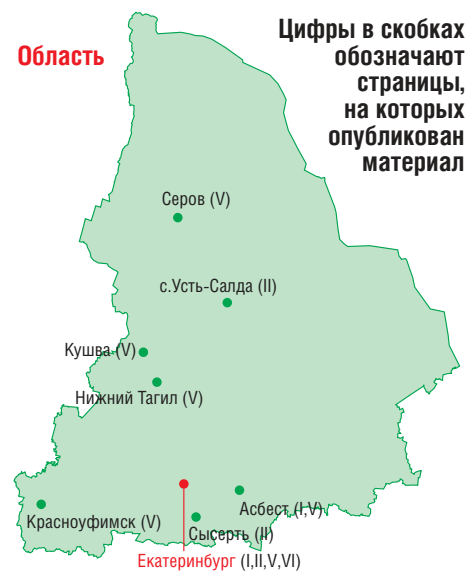 Область
Цифры в скобках
обозначают
страницы,
на которых
опубликован
материал
Серов (V)
с.Усть-Салда (II)
Кушва (V)
Нижний Тагил (V)
Асбест (I,V)
Красноуфимск (V)
Сысерть (II)
Екатеринбург (I,II,V,VI)